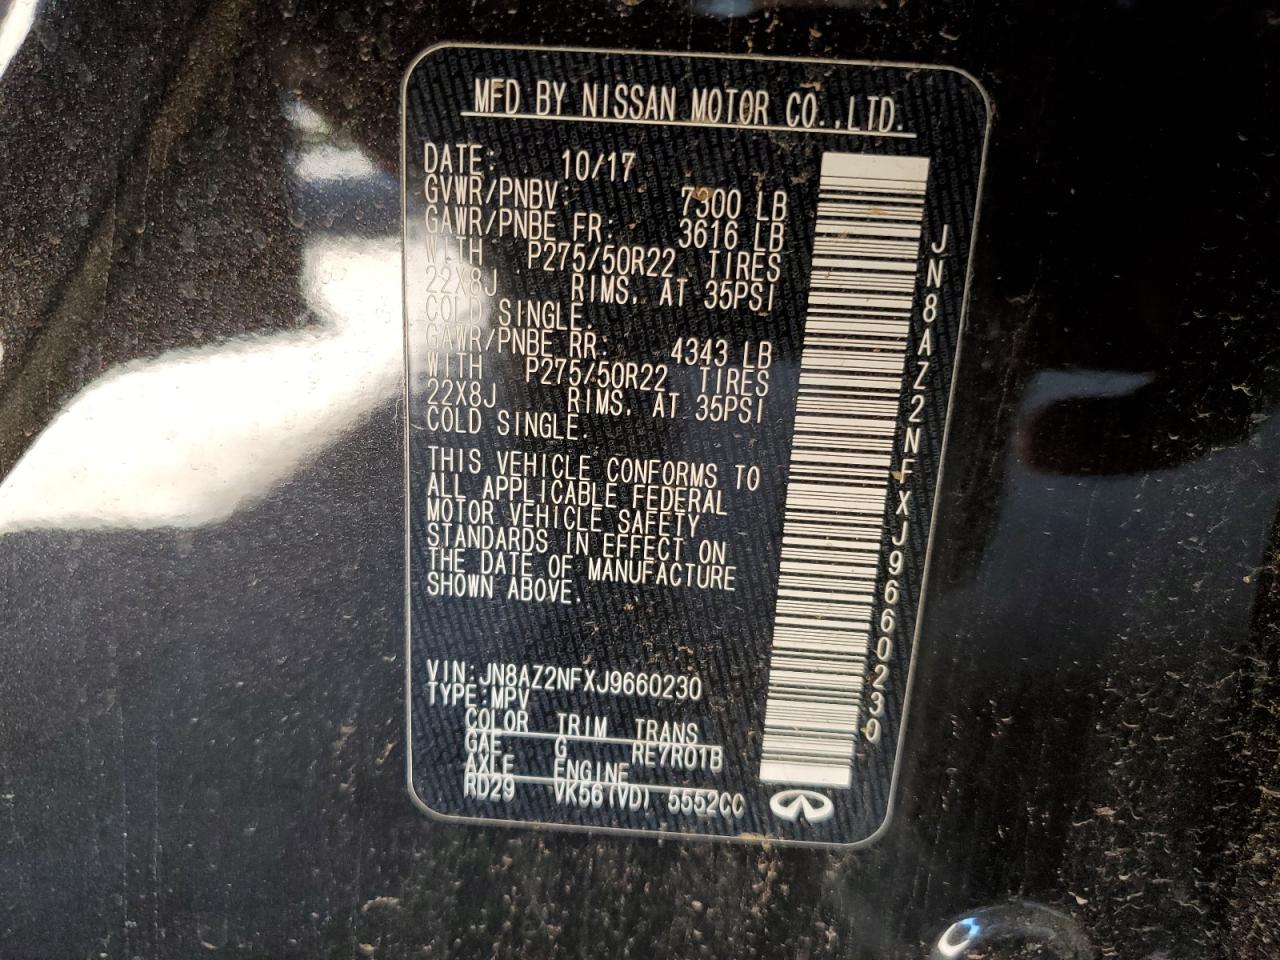 MFD BY NISSAN MOTOR CO.,LTD.
DATE: 10/17
GVWR/PNBV: 7300 LB
GAWR/PNBE FR: 3616 LB
WITH P275/50R22 TIRES
22X8J RIMS, AT 35PSI
COLD SINGLE.
GAWR/PNBE RR: 4343 LB
WITH P275/50R22 TIRES
22X8J RIMS, AT 35PSI
COLD SINGLE.
THIS VEHICLE CONFORMS TO
ALL APPLICABLE FEDERAL
MOTOR VEHICLE SAFETY
STANDARDS IN EFFECT ON
THE DATE OF MANUFACTURE
SHOWN ABOVE.
VIN:JN8AZ2NFXJ9660230
TYPE:MPV
COLOR TRIM TRANS
GAE G RE7R01B
AXLE ENGINE
RD29 VK56(VD) 5552CC
JN8AZ2NFXJ9660230